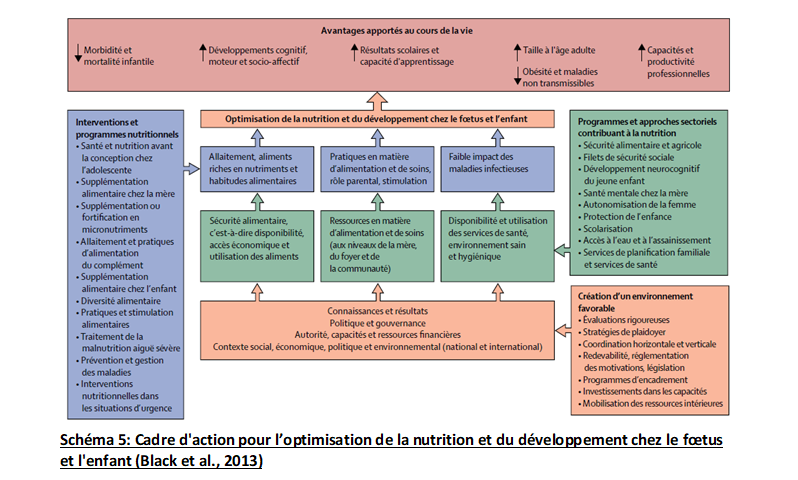 Avantages apportés au cours de la vie
Morbidité et
mortalité infantile
Développements cognitif,
moteur et socio-affectif
Résultats scolaires et
capacité d'apprentissage
Taille à l'âge adulte
Obésité et maladies
non transmissibles
Capacités et
productivité
professionnelles
Optimisation de la nutrition et du développement chez le fœtus et l'enfant
Interventions et
programmes nutritionnels
• Santé et nutrition avant
la conception chez
l'adolescente
• Supplémentation
alimentaire chez la mère
• Supplémentation ou
fortification en
micronutriments
• Allaitement et pratiques
d'alimentation
du complément
• Supplémentation
alimentaire chez l'enfant
• Diversité alimentaire
• Pratiques et stimulation
alimentaires
• Traitement de la
malnutrition aiguë sévère
• Prévention et gestion
des maladies
• Interventions
nutritionnelles dans
les situations d'urgence
Allaitement, aliments
riches en nutriments et
habitudes alimentaires
Pratiques en matière
d'alimentation et de soins,
rôle parental, stimulation
Faible impact des
maladies infectieuses
Sécurité alimentaire,
c'est-à-dire disponibilité,
accès économique et
utilisation des aliments
Ressources en matière
d'alimentation et de soins
(aux niveaux de la mère,
du foyer et de
la communauté)
Disponibilité et utilisation
des services de santé,
environnement sain
et hygiénique
Connaissances et résultats
Politique et gouvernance
Autorité, capacités et ressources financières
Contexte social, économique, politique et environnemental (national et international)
Programmes et approches sectoriels
contribuant à la nutrition
• Sécurité alimentaire et agricole
• Filets de sécurité sociale
• Développement neurocognitif
du jeune enfant
• Santé mentale chez la mère
• Autonomisation de la femme
• Protection de l'enfance
• Scolarisation
• Accès à l'eau et à l'assainissement
• Services de planification familiale
et services de santé
Création d'un environnement
favorable
• Évaluations rigoureuses
• Stratégies de plaidoyer
• Coordination horizontale et verticale
• Redevabilité, réglementation
des motivations, législation
• Programmes d'encadrement
• Investissements dans les capacités
• Mobilisation des ressources intérieures
Schéma 5: Cadre d'action pour l'optimisation de la nutrition et du développement chez le fœtus
et l'enfant (Black et al., 2013)